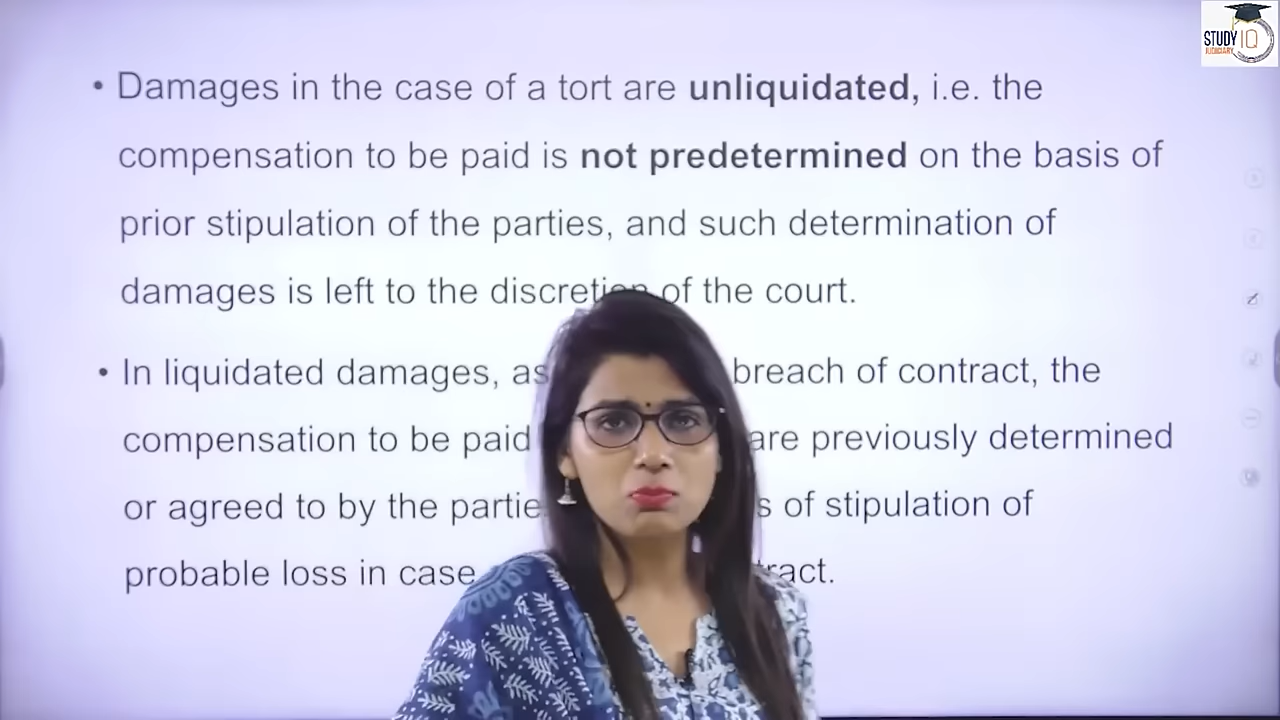 STUDY IQ
JUDICIARY
• Damages in the case of a tort are unliquidated, i.e. the
compensation to be paid is not predetermined on the basis of
prior stipulation of the parties, and such determination of
damages is left to the discretion of the court.
• In liquidated damages, as breach of contract, the
compensation to be paid are previously determined
or agreed to by the of stipulation of
probable loss in case